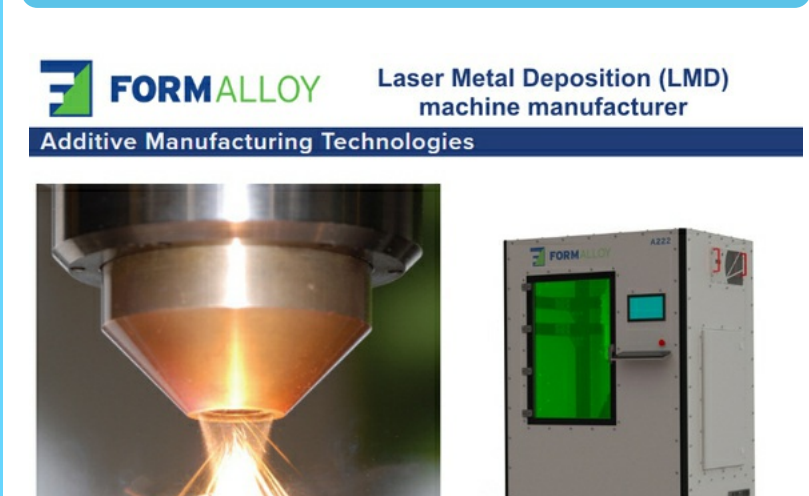 FORMALLOY
Laser Metal Deposition (LMD)
machine manufacturer
Additive Manufacturing Technologies
A222
FORMALLOY